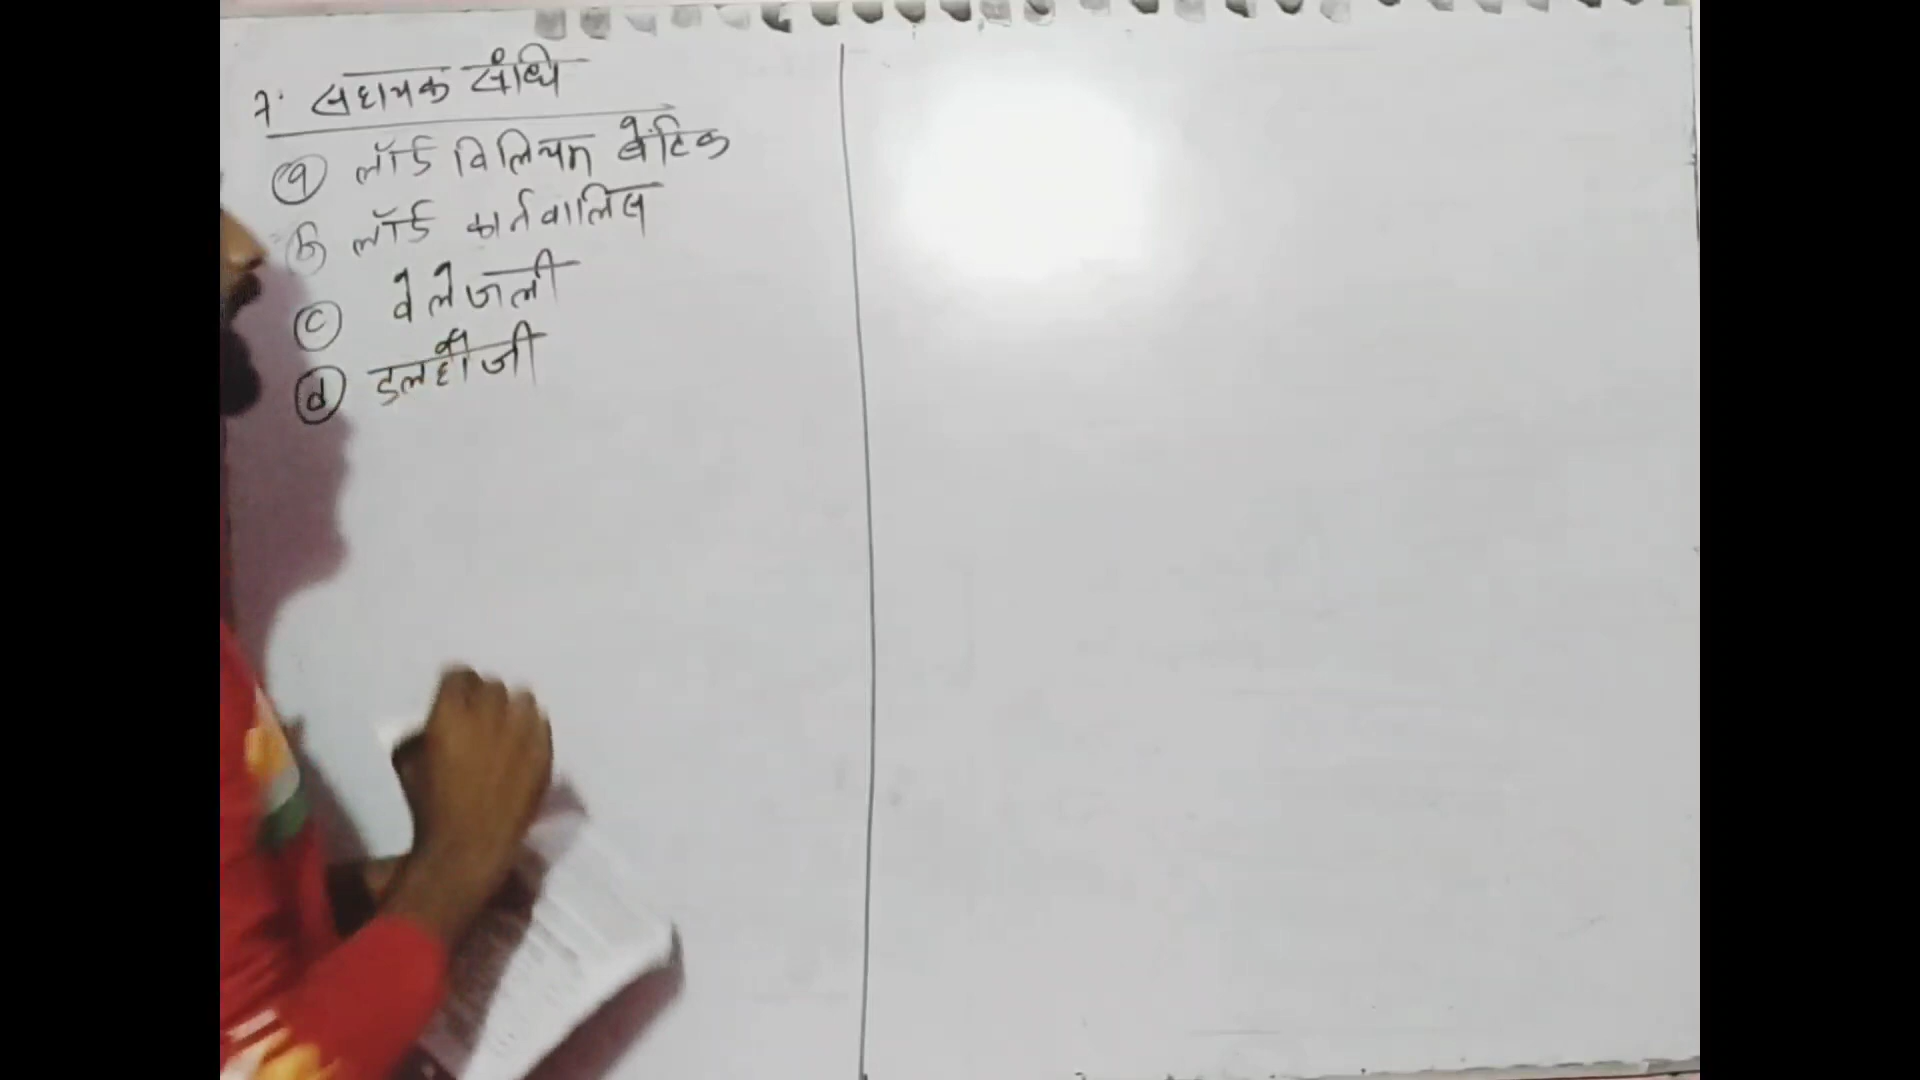 7. सहायक संधि
(a) लॉर्ड विलियम बेंटिक
(b) लॉर्ड कार्नवालिस
(c) वेलेजली
(d) डलहौजी